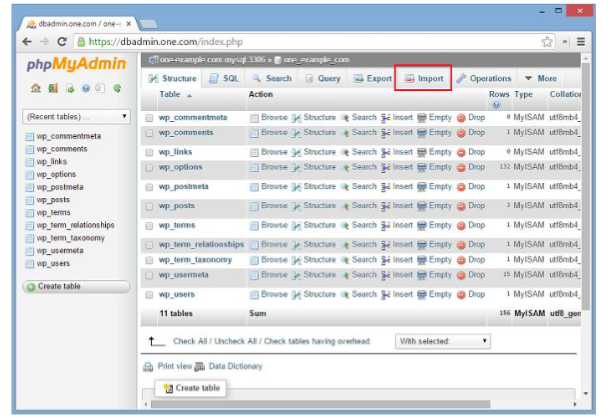 dbadmin.one.com / one-e
https://dbadmin.one.com/index.php
phpMyAdmin
(Recent tables) ...
wp_commentmeta
wp_comments
wp_links
wp_options
wp_postmeta
wp_posts
wp_terms
wp_term_relationships
wp_term_taxonomy
wp_usermeta
wp_users
Create table
one-example.com.mysql:3306 » one_example_com
Structure SQL Search Query Export Import Operations More
Table Action Rows Type Collation
wp_commentmeta Browse Structure Search Insert Empty Drop 0 MyISAM utf8mb4_
wp_comments Browse Structure Search Insert Empty Drop 1 MyISAM utf8mb4_
wp_links Browse Structure Search Insert Empty Drop 0 MyISAM utf8mb4_
wp_options Browse Structure Search Insert Empty Drop 132 MyISAM utf8mb4_
wp_postmeta Browse Structure Search Insert Empty Drop 1 MyISAM utf8mb4_
wp_posts Browse Structure Search Insert Empty Drop MyISAM utf8mb4_
wp_terms Browse Structure Search Insert Empty Drop 1 MyISAM utf8mb4_
wp_term_relationships Browse Structure Search Insert Empty Drop 1 MyISAM utf8mb4_
wp_term_taxonomy Browse Structure Search Insert Empty Drop 1 MyISAM utf8mb4_
wp_usermeta Browse Structure Search Insert Empty Drop 15 MyISAM utf8mb4_
wp_users Browse Structure Search Insert Empty Drop 1 MyISAM utf8mb4_
11 tables Sum 156 MyISAM utf8_gen
Check All / Uncheck All / Check tables having overhead With selected:
Print view Data Dictionary
Create table